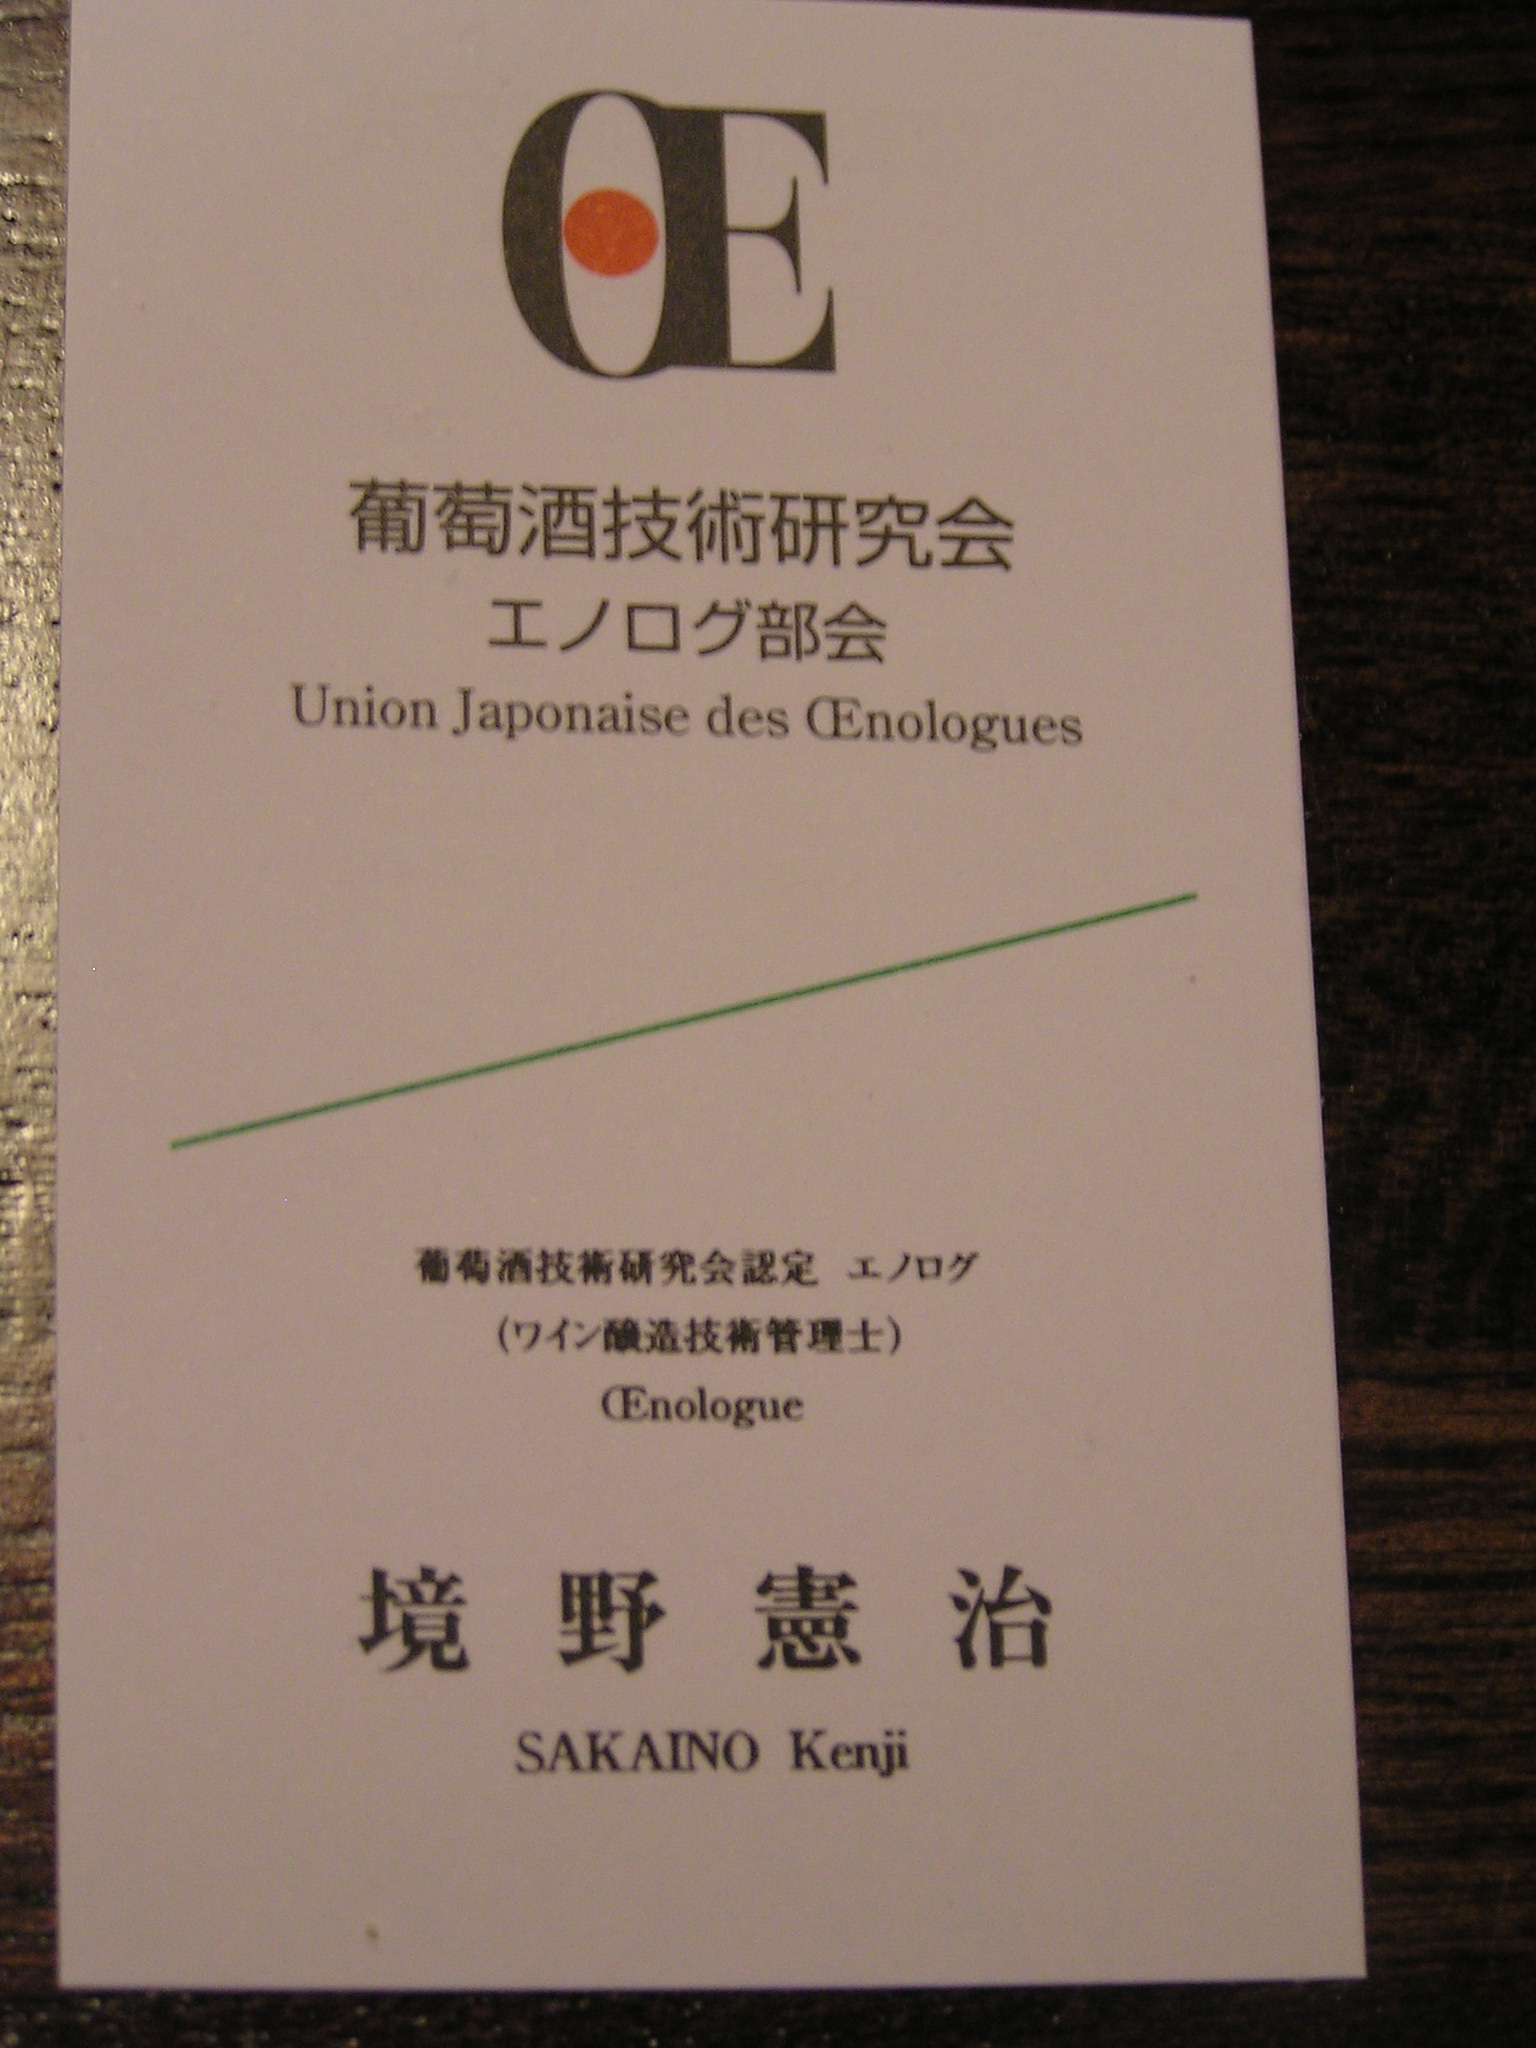 Œ
葡萄酒技術研究会
エノログ部会
Union Japonaise des Œnologues
葡萄酒技術研究会認定 エノログ
(ワイン醸造技術管理士)
Œnologue
境野憲治
SAKAINO Kenji